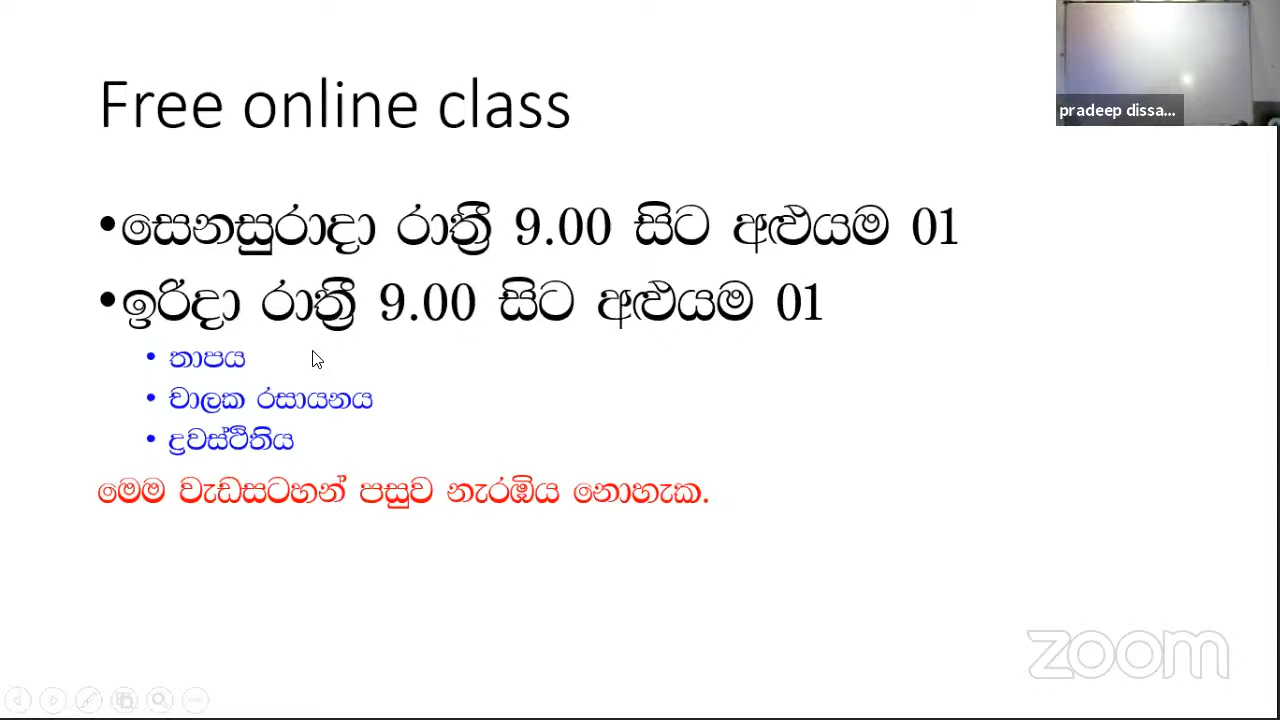 Free online class
pradeep dissa...
•සෙනසුරාදා රාත්‍රී 9.00 සිට අළුයම 01
•ඉරිදා රාත්‍රී 9.00 සිට අළුයම 01
• තාපය
• චාලක රසායනය
• ද්‍රවස්ථිතිය
මෙම වැඩසටහන් පසුව නැරඹිය නොහැක.
zoom